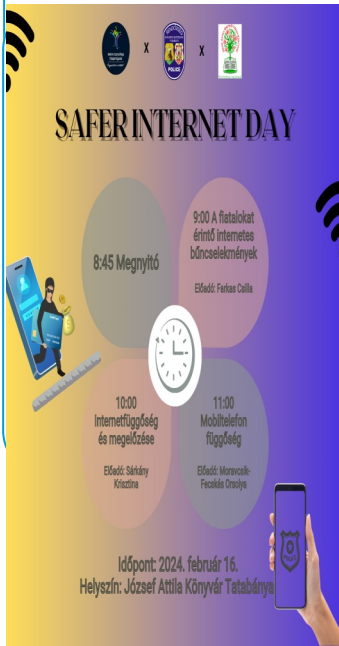 x
x
POLICE
SAFER INTERNET DAY
8:45 Megnyitó
9:00 A fiatalokat
érintő internetes
bűncselekmények
Előadó: Farkas Csilla
10:00
Internetfüggőség
és megelőzése
Előadó: Sárkány
Krisztina
11:00
Mobiltelefon
függőség
Előadó: Moravcsik-
Fecskás Orsolya
Időpont: 2024. február 16.
Helyszín: József Attila Könyvár Tatabánya